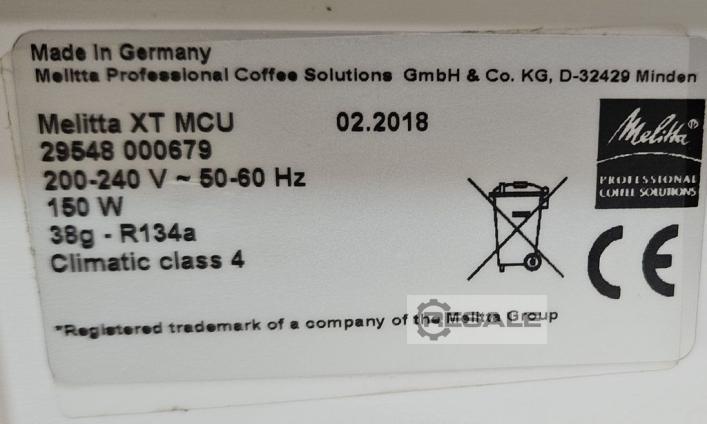 Made in Germany
Melitta Professional Coffee Solutions GmbH & Co. KG, D-32429 Minden
Melitta XT MCU 02.2018
29548 000679
200-240 V ~ 50-60 Hz
150 W
38g - R134a
Climatic class 4
Melitta®
PROFESSIONAL
COFFEE SOLUTIONS
CE
*Registered trademark of a company of the Melitta Group
RESALE